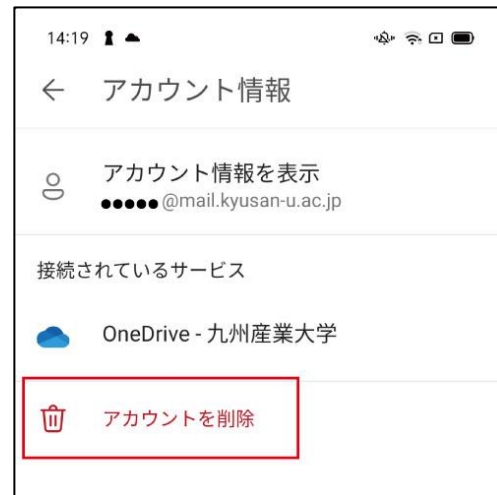 14:19
アカウント情報
アカウント情報を表示
●●●●●@mail.kyusan-u.ac.jp
接続されているサービス
OneDrive - 九州産業大学
アカウントを削除